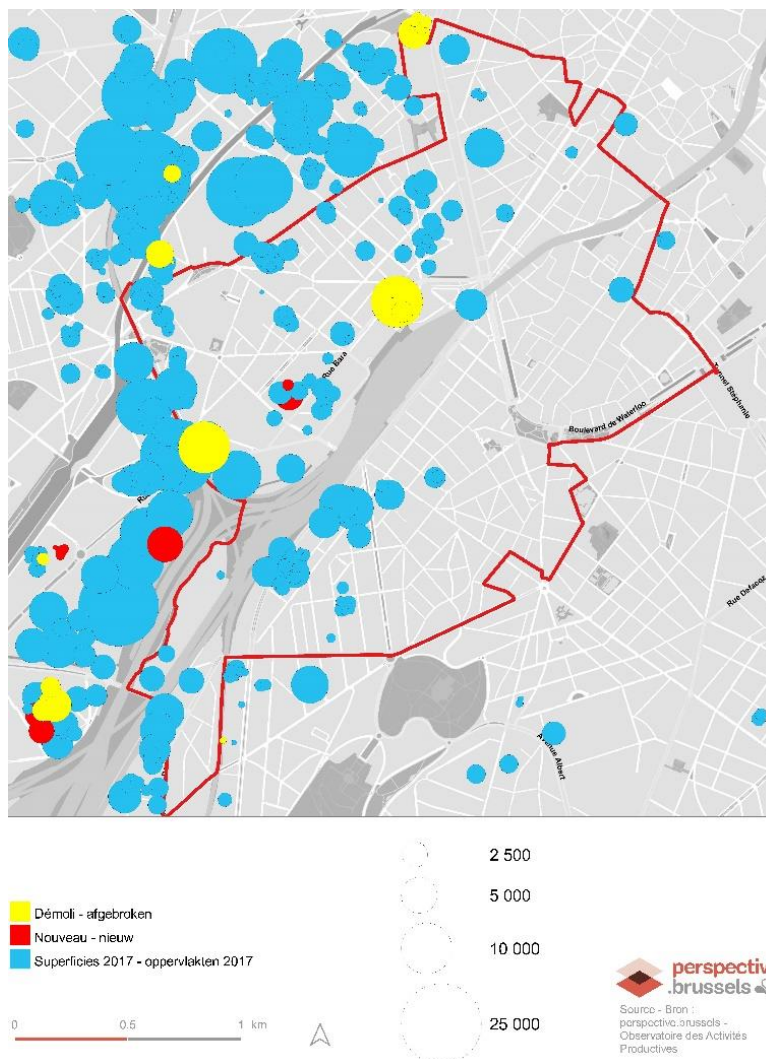 Rue Bara
Tunnel Stéphanie
Boulevard de Waterloo
Rue Defacqz
Avenue Albert
2 500
5 000
10 000
25 000
Démoli - afgebroken
Nouveau - nieuw
Superficies 2017 - oppervlakten 2017
0 0.5 1 km
perspective
.brussels
Source - Bron :
perspective.brussels -
Observatoire des Activités
Productives